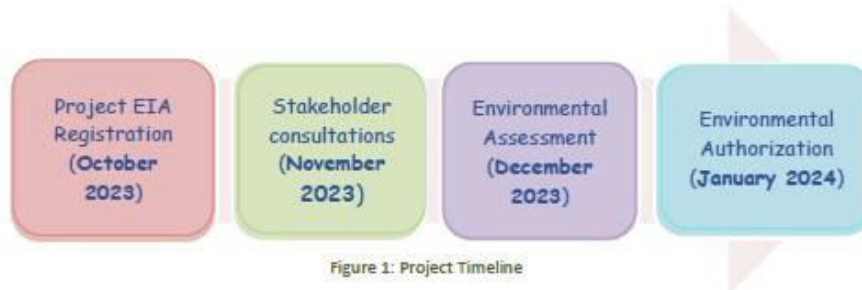 Project EIA
Registration
(October
2023)
Stakeholder
consultations
(November
2023)
Environmental
Assessment
(December
2023)
Environmental
Authorization
(January 2024)
Figure 1: Project Timeline